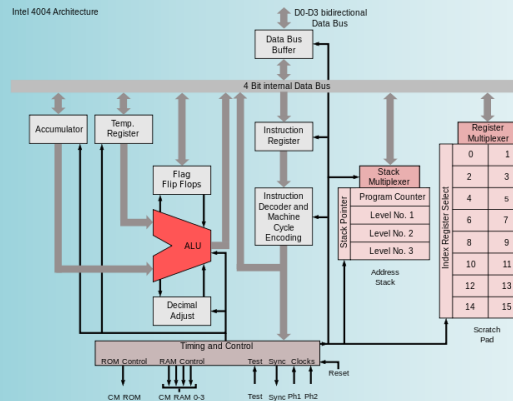 Intel 4004 Architecture
D0-D3 bidirectional
Data Bus
Data Bus
Buffer
4 Bit internal Data Bus
Accumulator
Temp.
Register
Instruction
Register
Register
Multiplexer
Flag
Flip Flops
Stack
Multiplexer
Instruction
Decoder and
Machine
Cycle
Encoding
Stack Pointer
Program Counter
Level No. 1
Level No. 2
Level No. 3
Address
Stack
Index Register Select
0 1
2 3
4 5
6 7
8 9
10 11
12 13
14 15
Scratch
Pad
ALU
Decimal
Adjust
Timing and Control
ROM Control RAM Control Test Sync Clocks
Reset
CM ROM CM RAM 0-3 Test Sync Ph1 Ph2